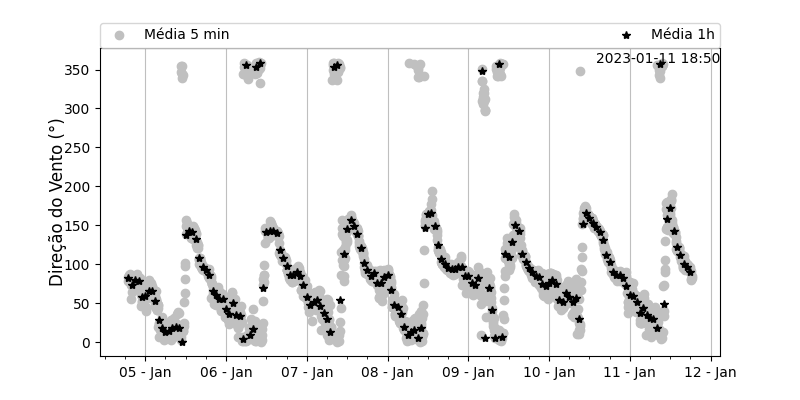 Média 5 min
Média 1h
2023-01-11 18:50
Direção do Vento (°)
350
300
250
200
150
100
50
0
05 - Jan
06 - Jan
07 - Jan
08 - Jan
09 - Jan
10 - Jan
11 - Jan
12 - Jan